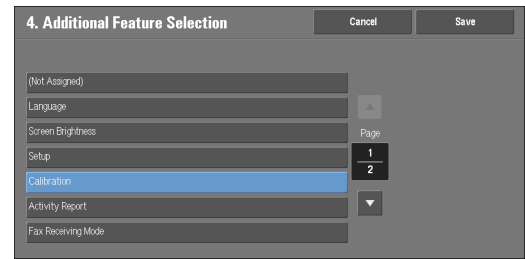 4. Additional Feature Selection
Cancel
Save
(Not Assigned)
Language
Screen Brightness
Setup
Calibration
Activity Report
Fax Receiving Mode
Page
1
2